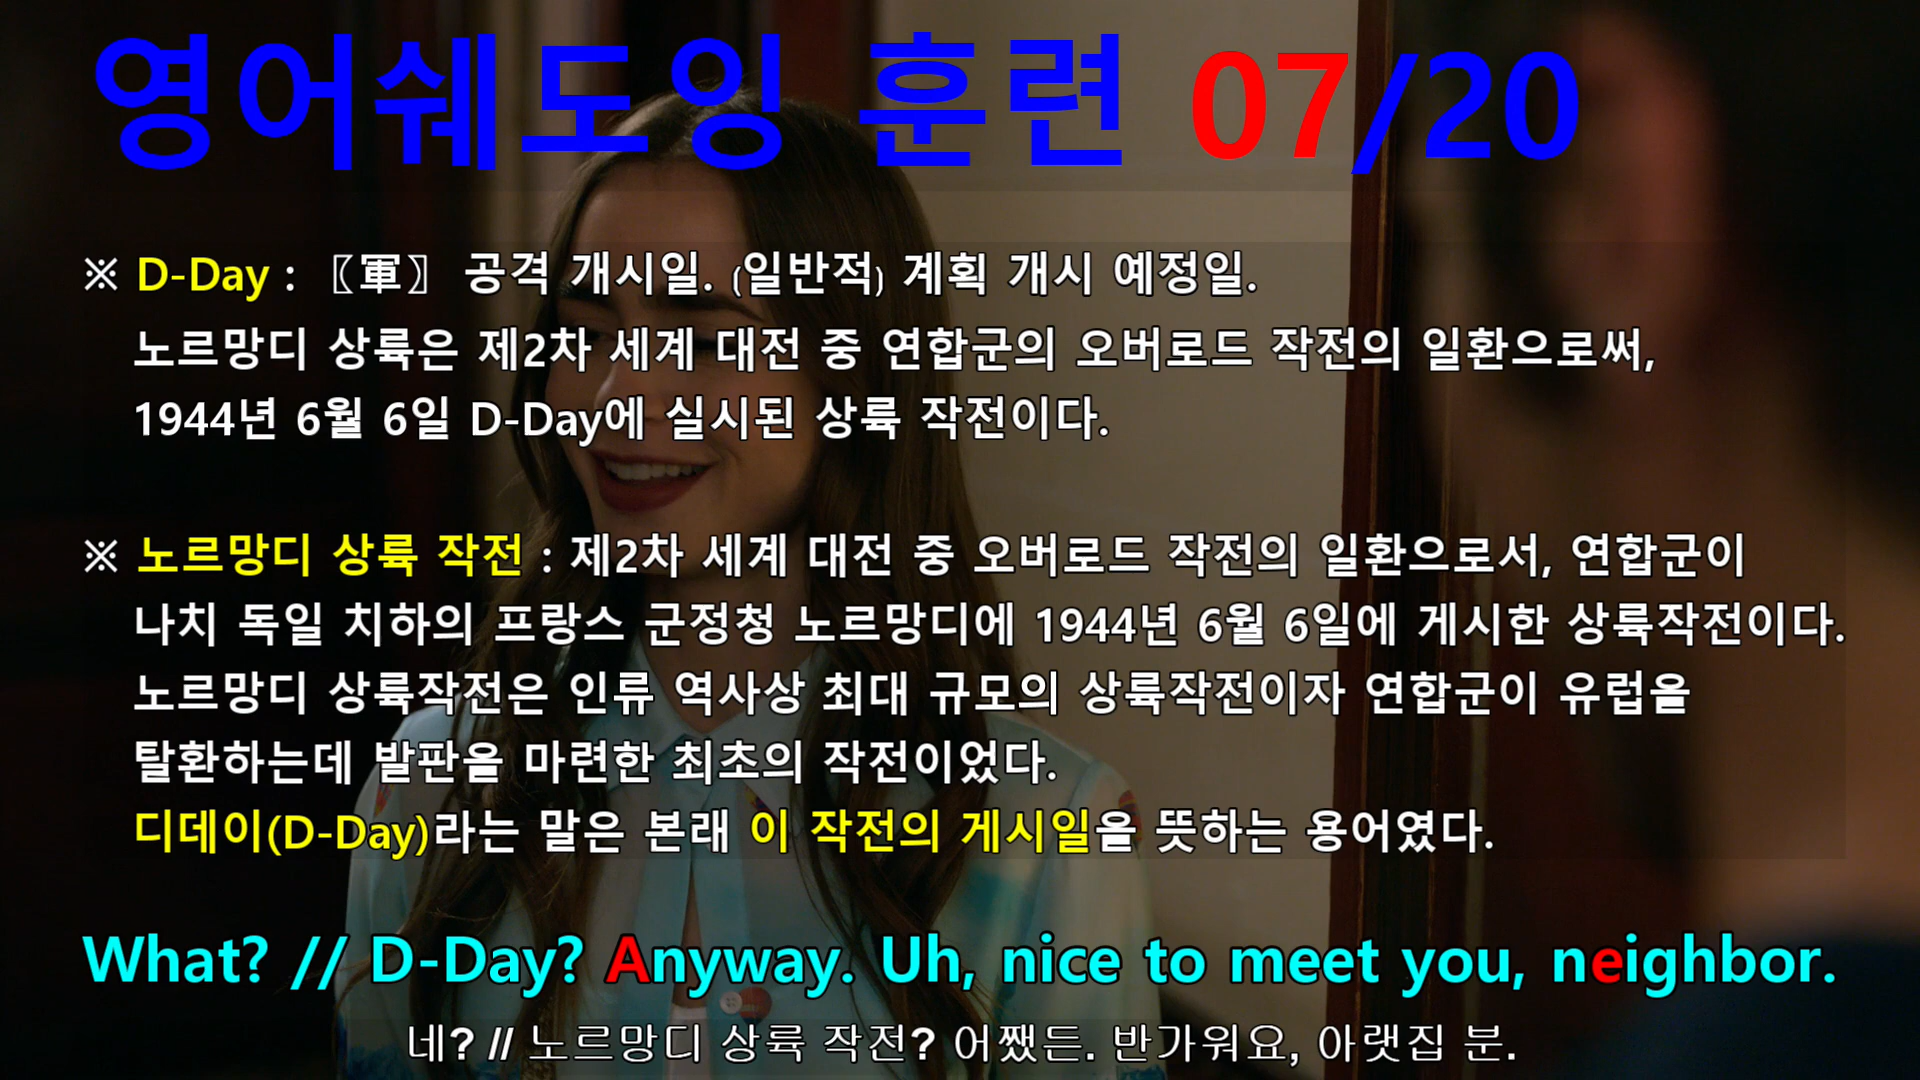 영어쉐도잉 훈련 07/20
※ D-Day : 〖軍〗 공격 개시일. (일반적) 계획 개시 예정일.
노르망디 상륙은 제2차 세계 대전 중 연합군의 오버로드 작전의 일환으로써,
1944년 6월 6일 D-Day에 실시된 상륙 작전이다.
※ 노르망디 상륙 작전 : 제2차 세계 대전 중 오버로드 작전의 일환으로서, 연합군이
나치 독일 치하의 프랑스 군정청 노르망디에 1944년 6월 6일에 게시한 상륙작전이다.
노르망디 상륙작전은 인류 역사상 최대 규모의 상륙작전이자 연합군이 유럽을
탈환하는데 발판을 마련한 최초의 작전이었다.
디데이(D-Day)라는 말은 본래 이 작전의 게시일을 뜻하는 용어였다.
What? // D-Day? Anyway. Uh, nice to meet you, neighbor.
네? // 노르망디 상륙 작전? 어쨌든. 반가워요, 아랫집 분.